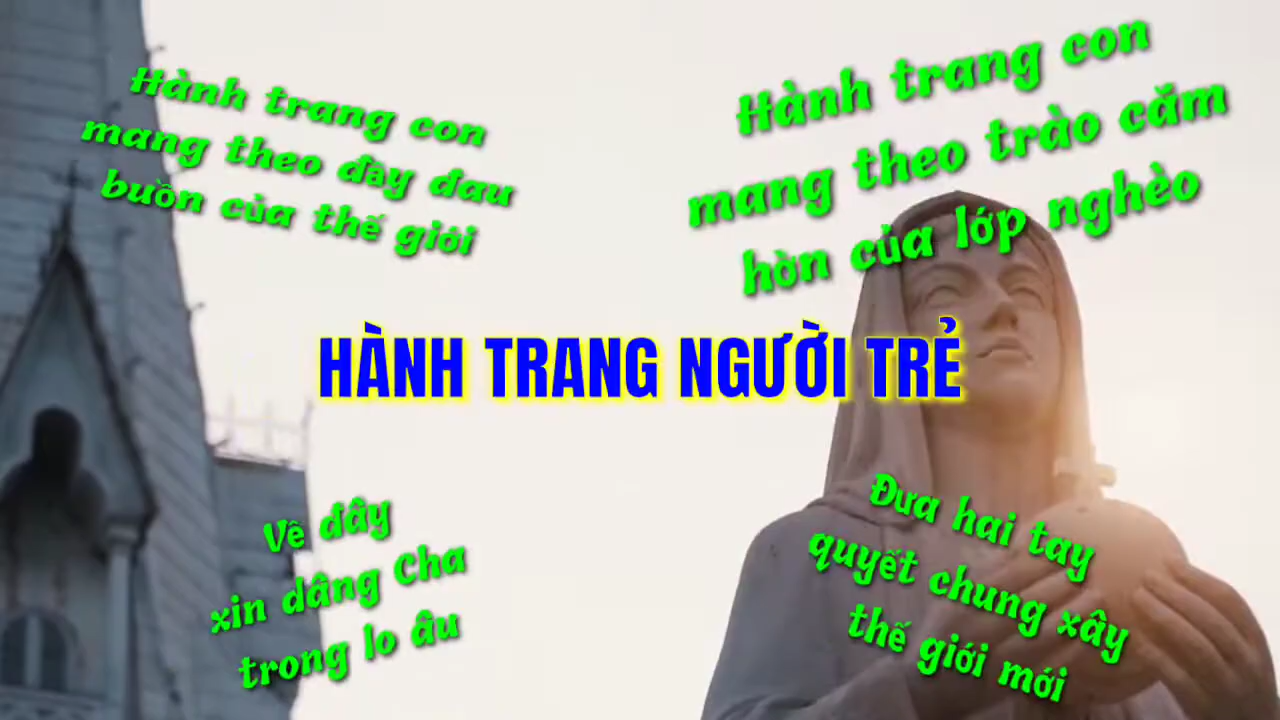 Hành trang con
mang theo đầy đau
buồn của thế giới
Hành trang con
mang theo trào căm
hờn của lớp nghèo
HÀNH TRANG NGƯỜI TRẺ
Về đây
xin dâng Cha
trong lo âu
Đưa hai tay
quyết chung xây
thế giới mới